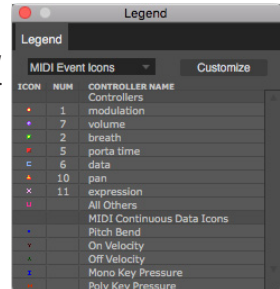 Legend
Legend
MIDI Event Icons Customize
ICON NUM CONTROLLER NAME
Controllers
1 modulation
7 volume
2 breath
5 porta time
c 6 data
10 pan
x 11 expression
u All Others
MIDI Continuous Data Icons
Pitch Bend
v On Velocity
Off Velocity
Mono Key Pressure
Poly Key Pressure